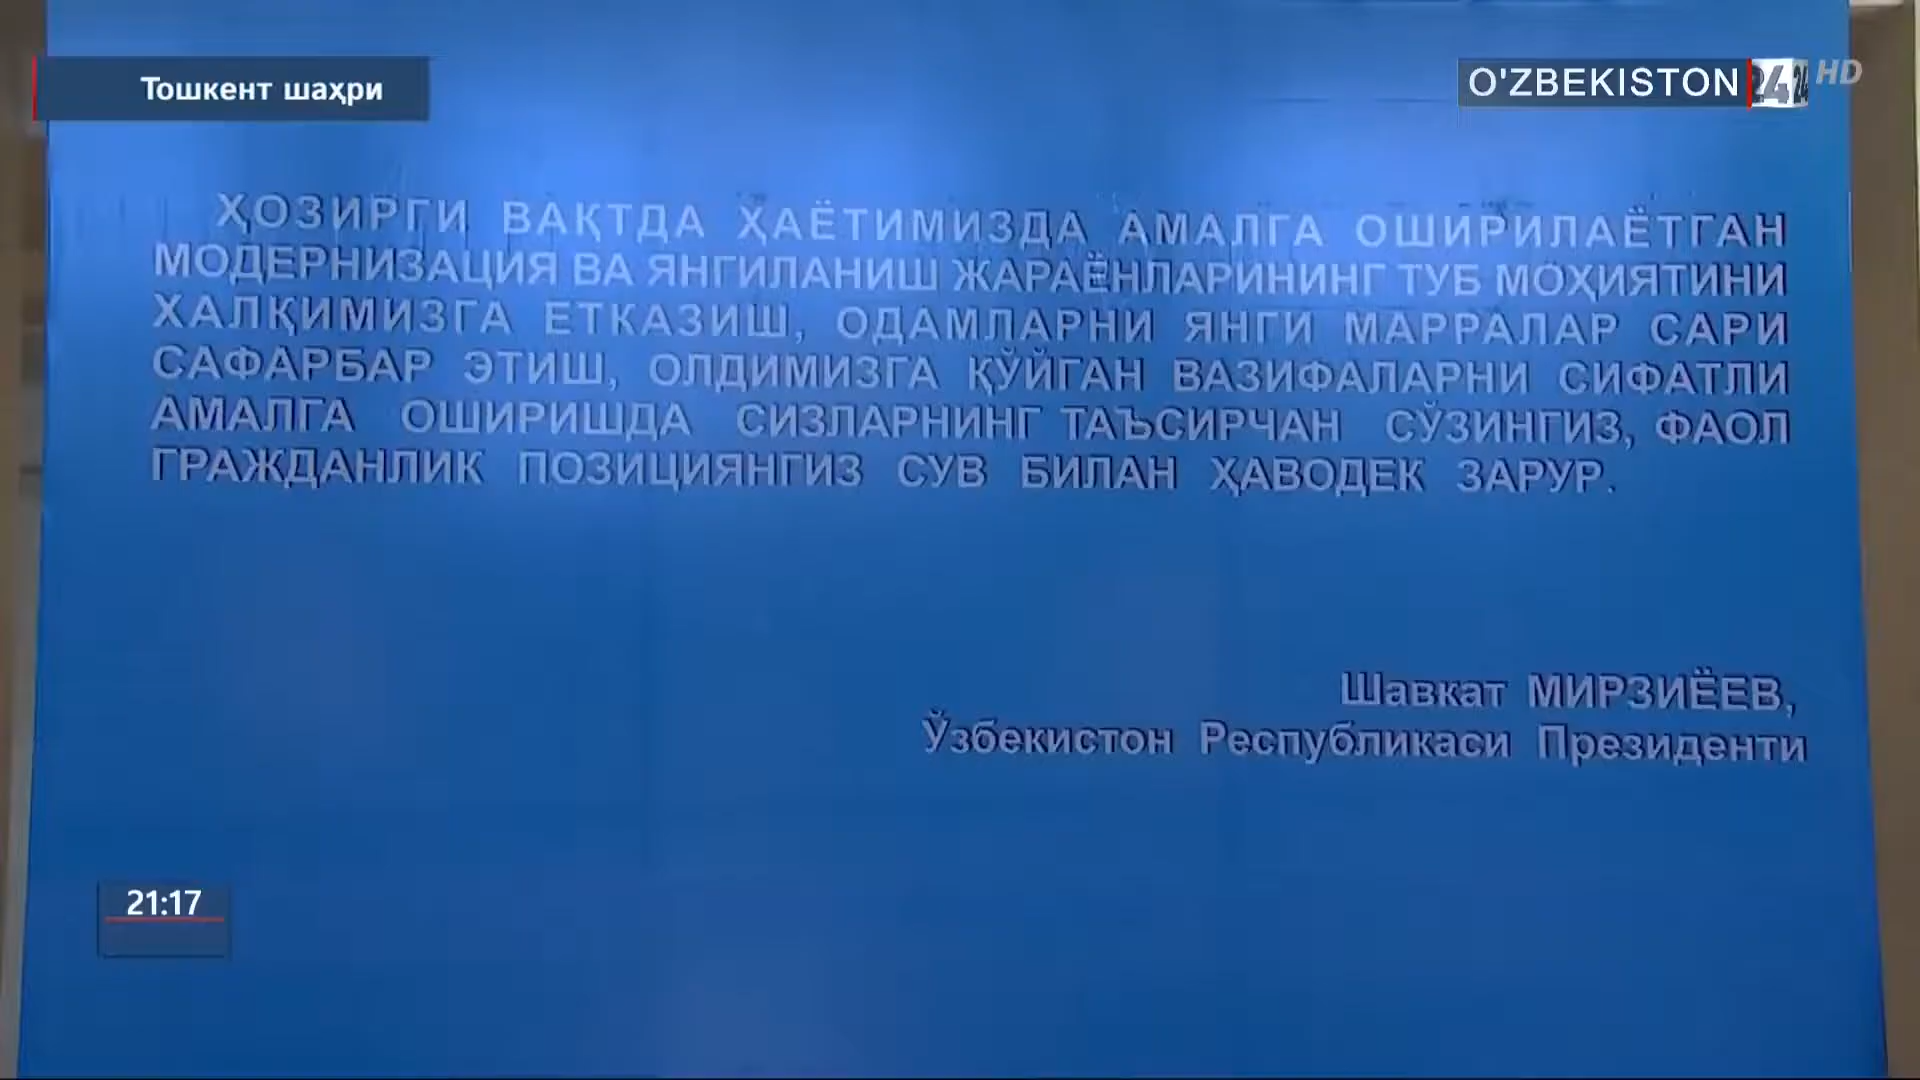 Тошкент шаҳри
O'ZBEKISTON 24 HD
ҲОЗИРГИ ВАҚТДА ҲАЁТИМИЗДА АМАЛГА ОШИРИЛАЁТГАН
МОДЕРНИЗАЦИЯ ВА ЯНГИЛАНИШ ЖАРАЁНЛАРИНИНГ ТУБ МОҲИЯТИНИ
ХАЛҚИМИЗГА ЕТКАЗИШ, ОДАМЛАРНИ ЯНГИ МАРРАЛАР САРИ
САФАРБАР ЭТИШ, ОЛДИМИЗГА ҚЎЙГАН ВАЗИФАЛАРНИ СИФАТЛИ
АМАЛГА ОШИРИШДА СИЗЛАРНИНГ ТАЪСИРЧАН СЎЗИНГИЗ, ФАОЛ
ГРАЖДАНЛИК ПОЗИЦИЯНГИЗ СУВ БИЛАН ҲАВОДЕК ЗАРУР.
Шавкат МИРЗИЁЕВ,
Ўзбекистон Республикаси Президенти
21:17